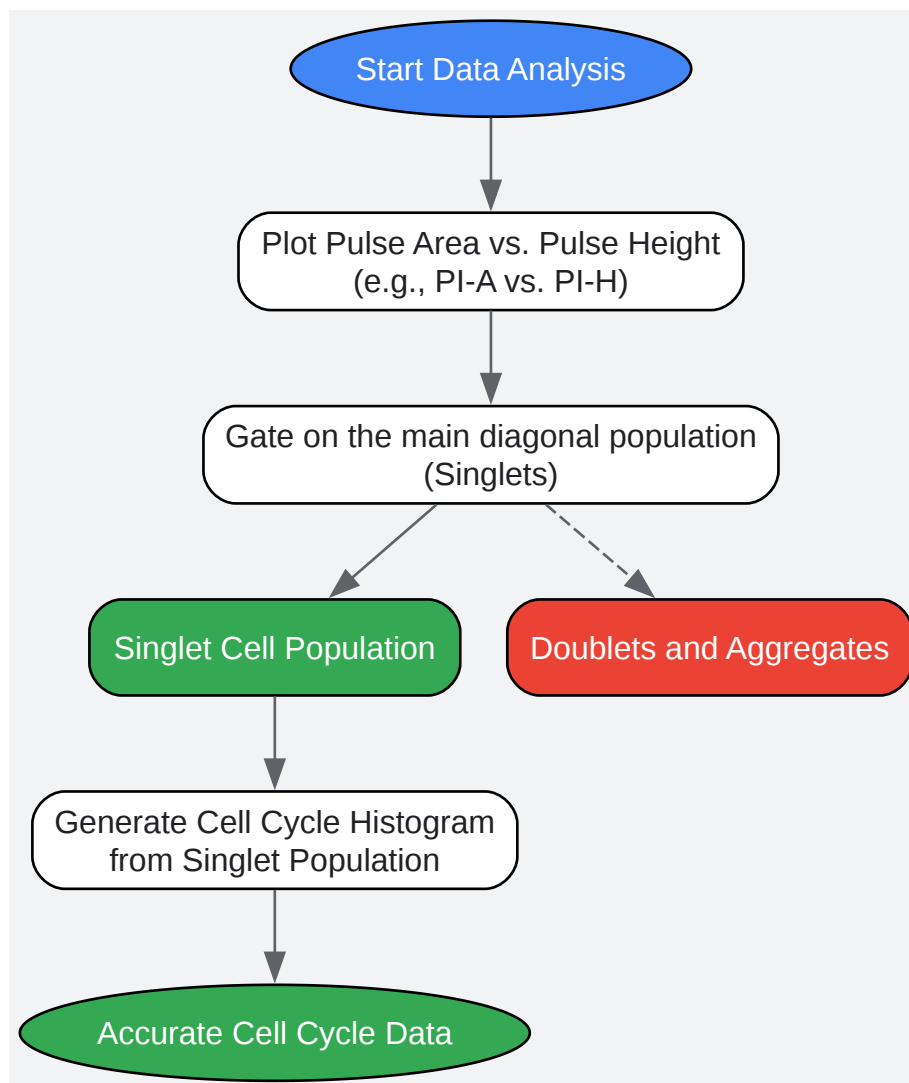 Start Data Analysis
Plot Pulse Area vs. Pulse Height
(e.g., PI-A vs. PI-H)
Gate on the main diagonal population
(Singlets)
Singlet Cell Population
Doublets and Aggregates
Generate Cell Cycle Histogram
from Singlet Population
Accurate Cell Cycle Data